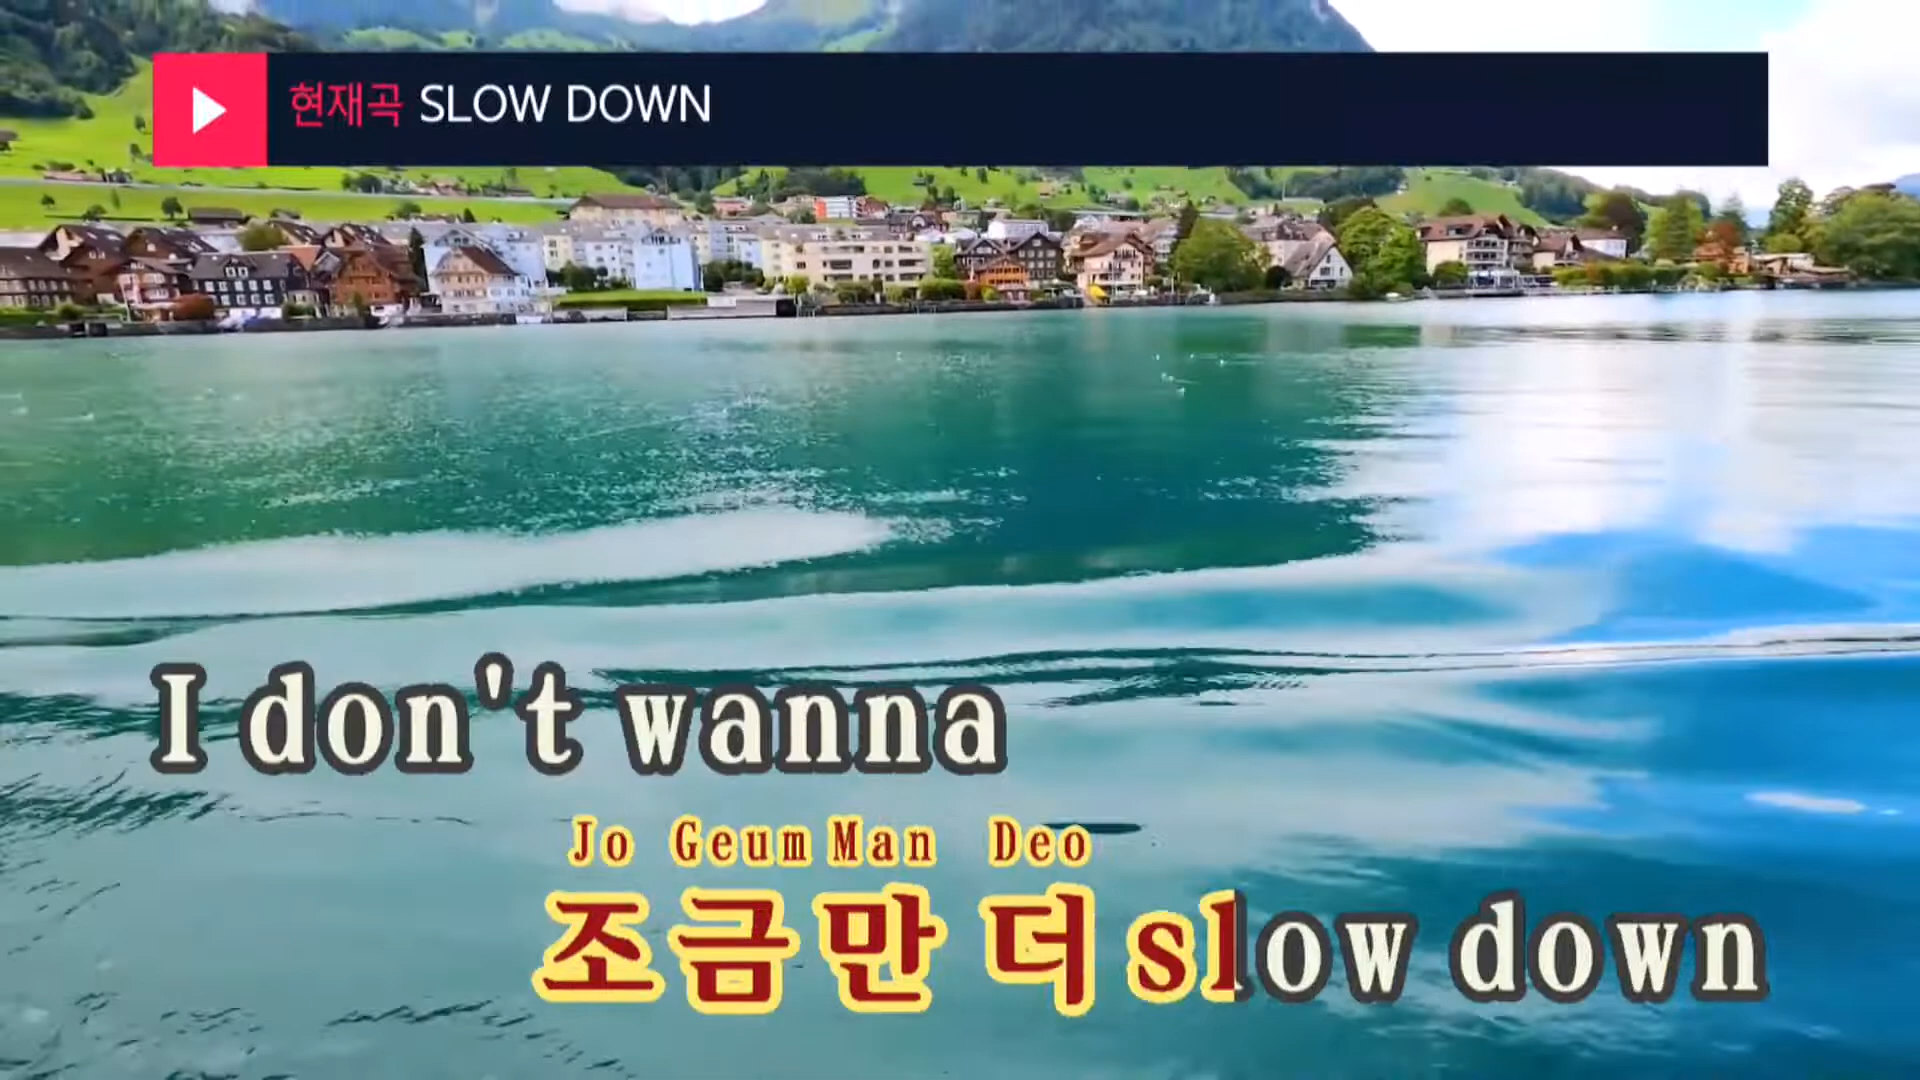 현재곡 SLOW DOWN
I don't wanna
Jo Geum Man Deo
조금만 더 slow down